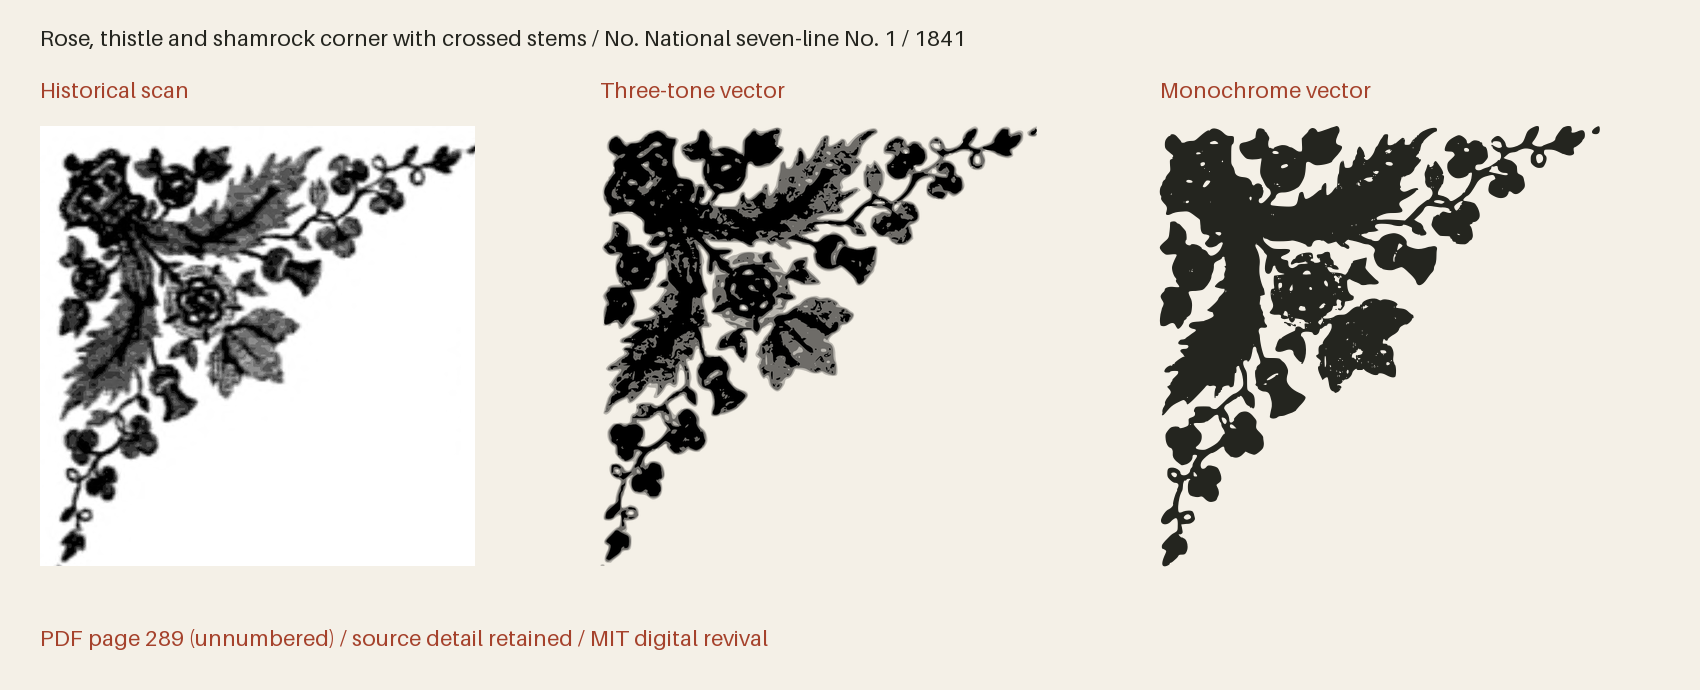 Rose, thistle and shamrock corner with crossed stems / No. National seven-line No. 1 / 1841
Historical scan
Three-tone vector
Monochrome vector
PDF page 289 (unnumbered) / source detail retained / MIT digital revival